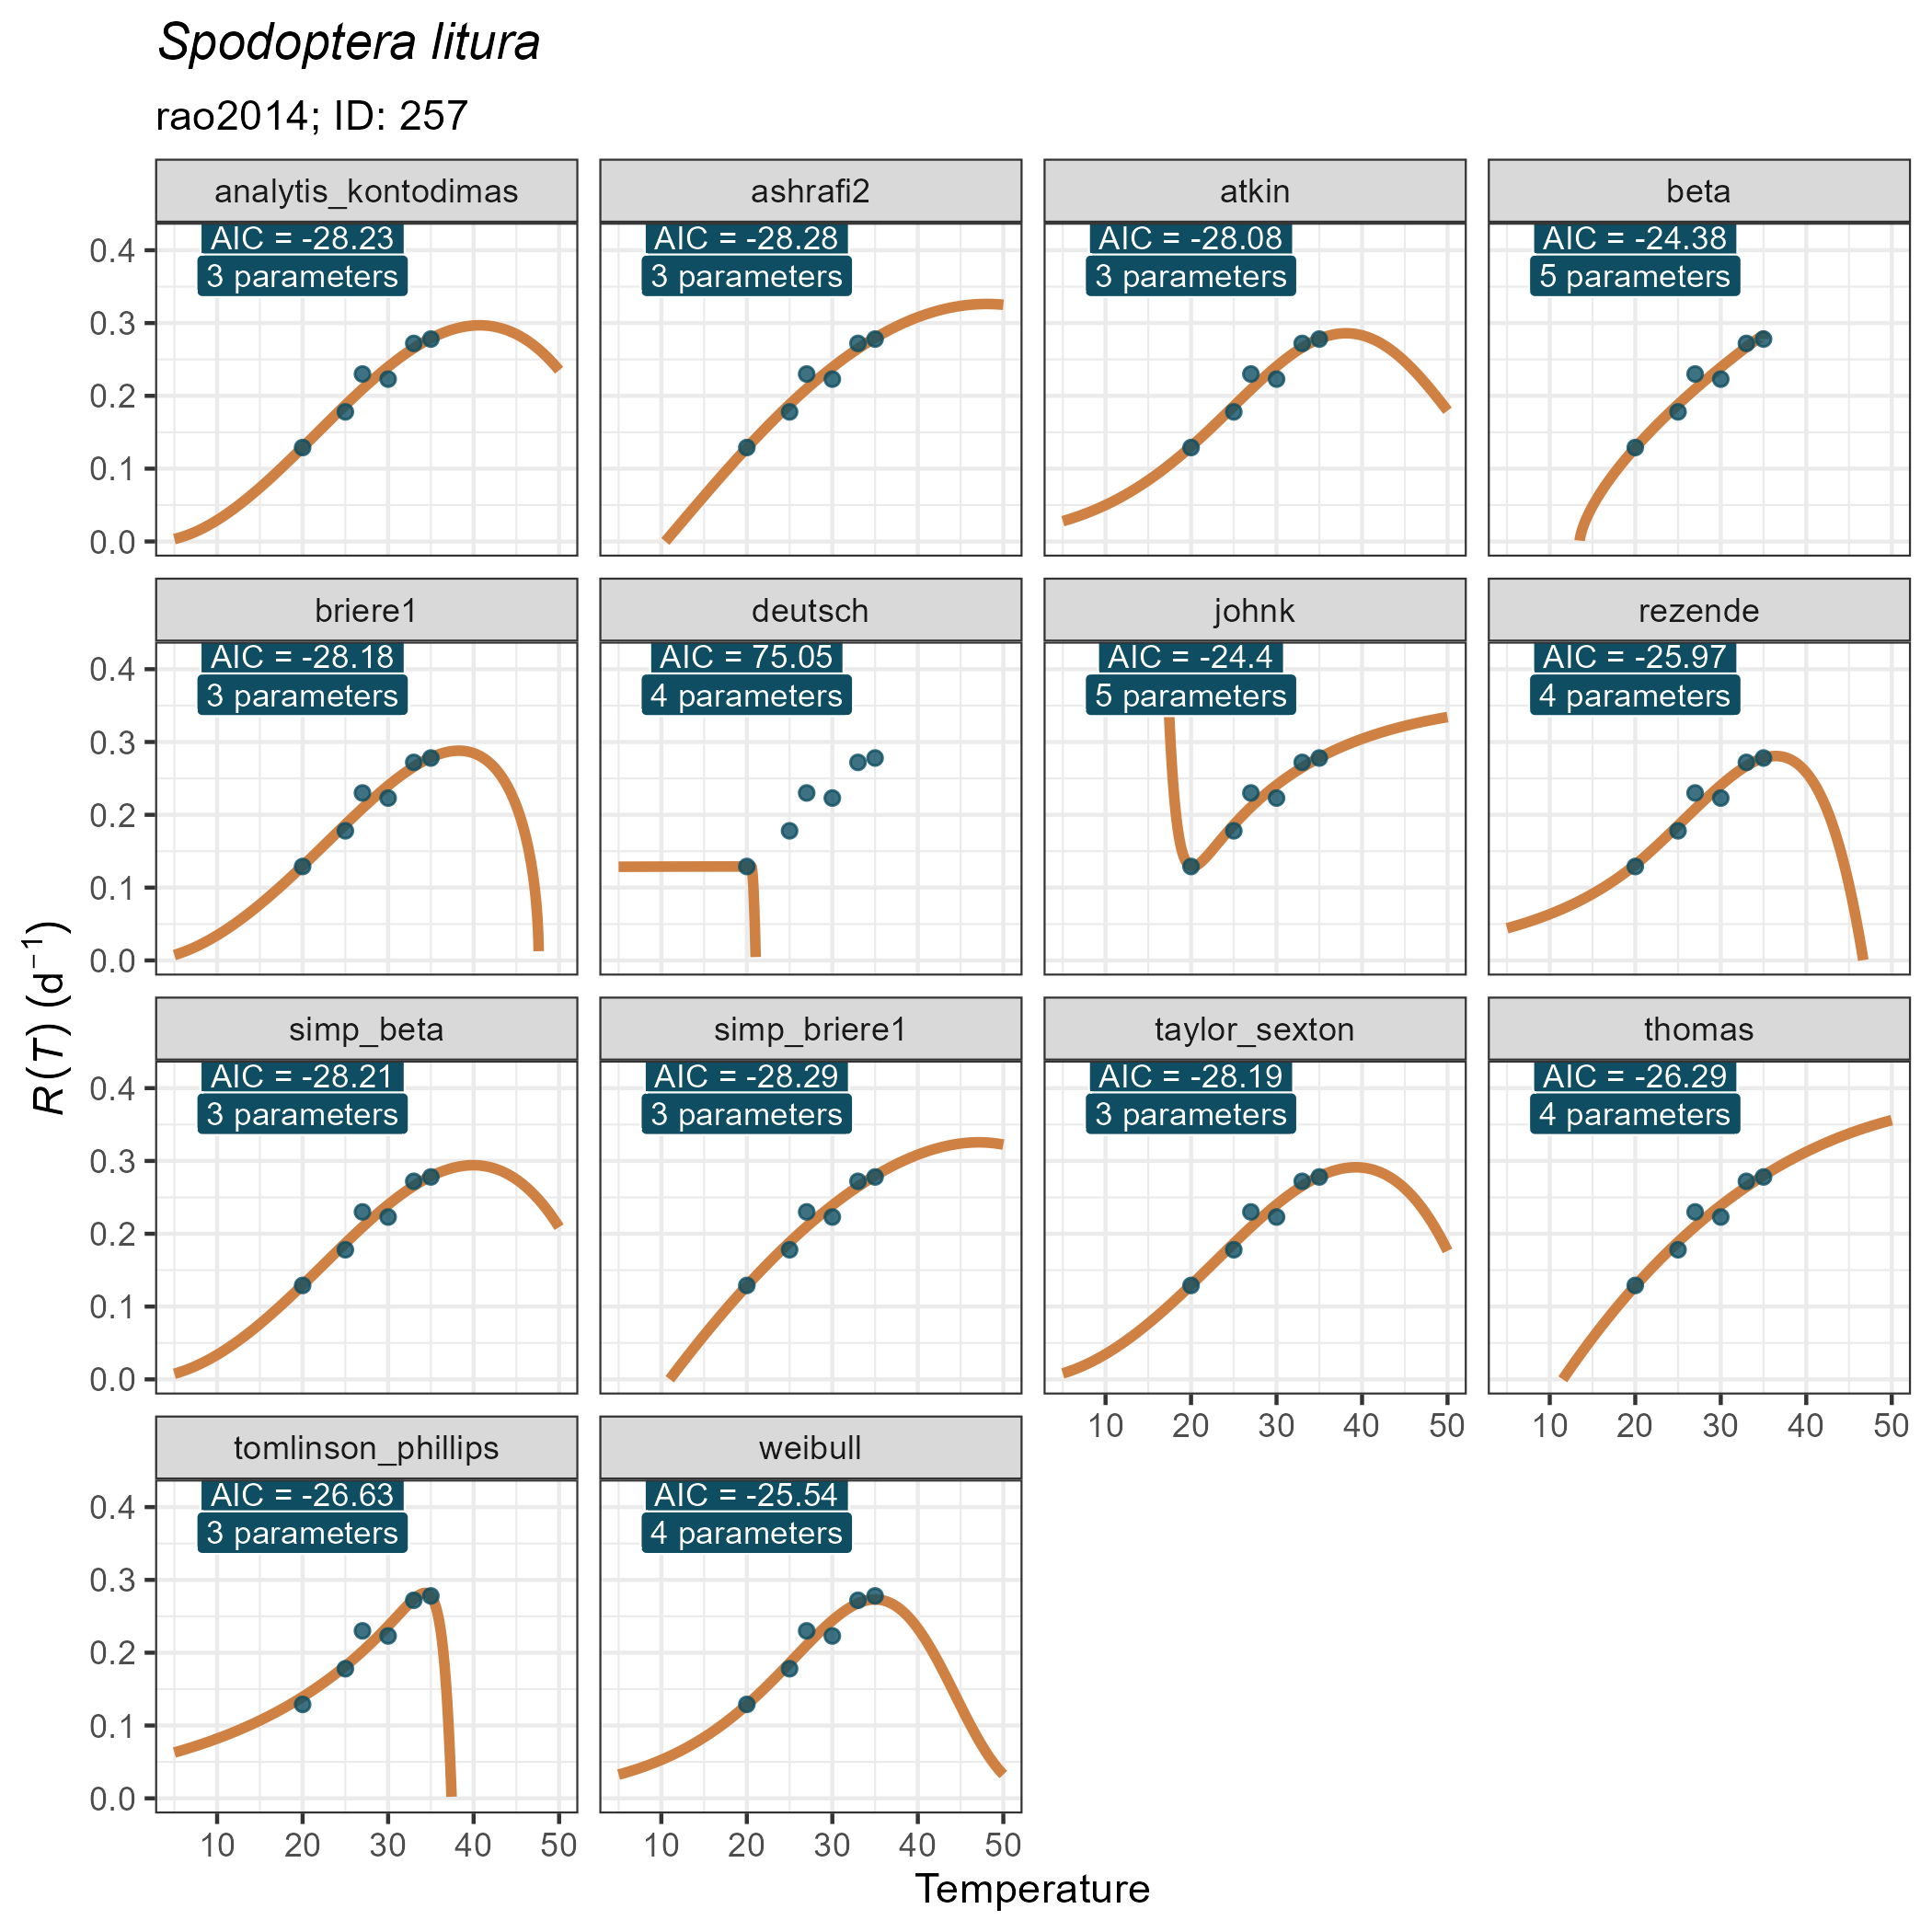 Spodoptera litura
rao2014; ID: 257
analytis_kontodimas
ashrafi2
atkin
beta
AIC = -28.23
3 parameters
AIC = -28.28
3 parameters
AIC = -28.08
3 parameters
AIC = -24.38
5 parameters
0.4
0.3
0.2
0.1
0.0
briere1
deutsch
johnk
rezende
AIC = -28.18
3 parameters
AIC = 75.05
4 parameters
AIC = -24.4
5 parameters
AIC = -25.97
4 parameters
0.4
0.3
0.2
0.1
0.0
R(T) (d⁻¹)
simp_beta
simp_briere1
taylor_sexton
thomas
AIC = -28.21
3 parameters
AIC = -28.29
3 parameters
AIC = -28.19
3 parameters
AIC = -26.29
4 parameters
0.4
0.3
0.2
0.1
0.0
10 20 30 40 50
10 20 30 40 50
tomlinson_phillips
weibull
AIC = -26.63
3 parameters
AIC = -25.54
4 parameters
0.4
0.3
0.2
0.1
0.0
10 20 30 40 50
10 20 30 40 50
Temperature